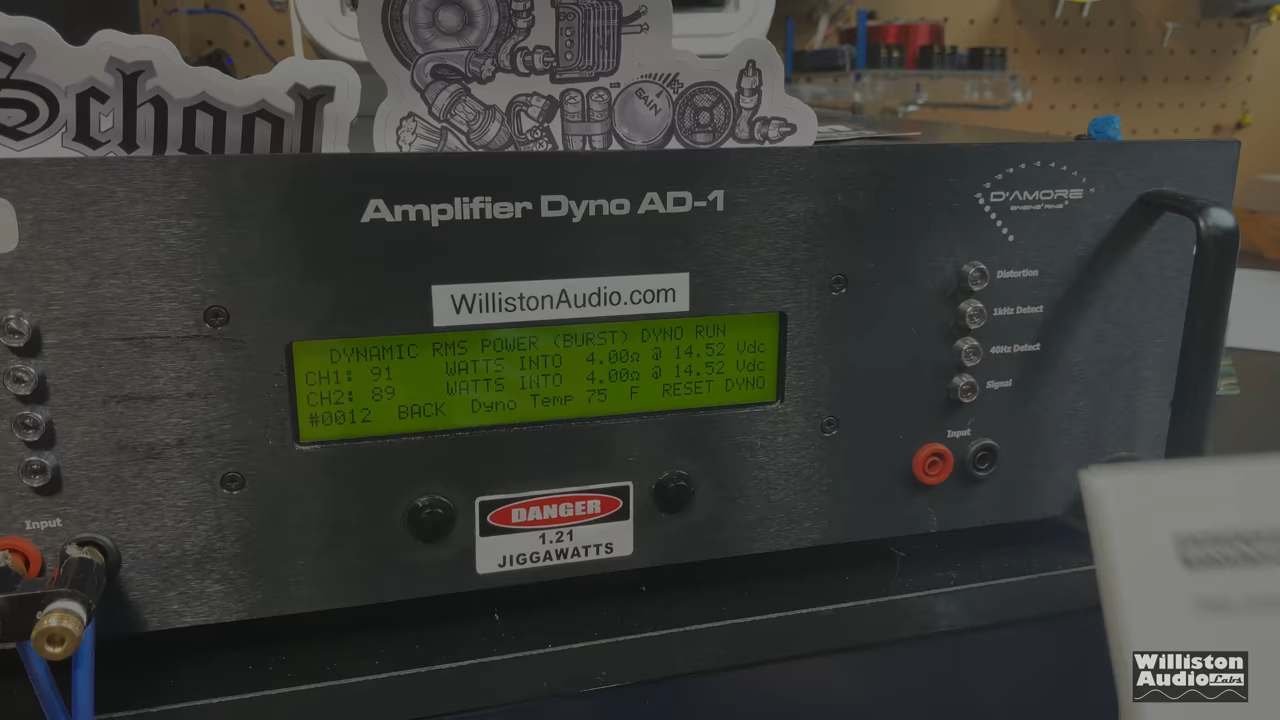 School
GAIN
Amplifier Dyno AD-1
D'AMORE
ENGINEERING
WillistonAudio.com
DYNAMIC RMS POWER (BURST) DYNO RUN
CH1: 91 WATTS INTO 4.00Ω @ 14.52 Vdc
CH2: 89 WATTS INTO 4.00Ω @ 14.52 Vdc
#0012 BACK Dyno Temp 75 F RESET DYNO
Distortion
1kHz Detect
40Hz Detect
Signal
Input
Input
DANGER
1.21
JIGGAWATTS
Williston
Audio Labs